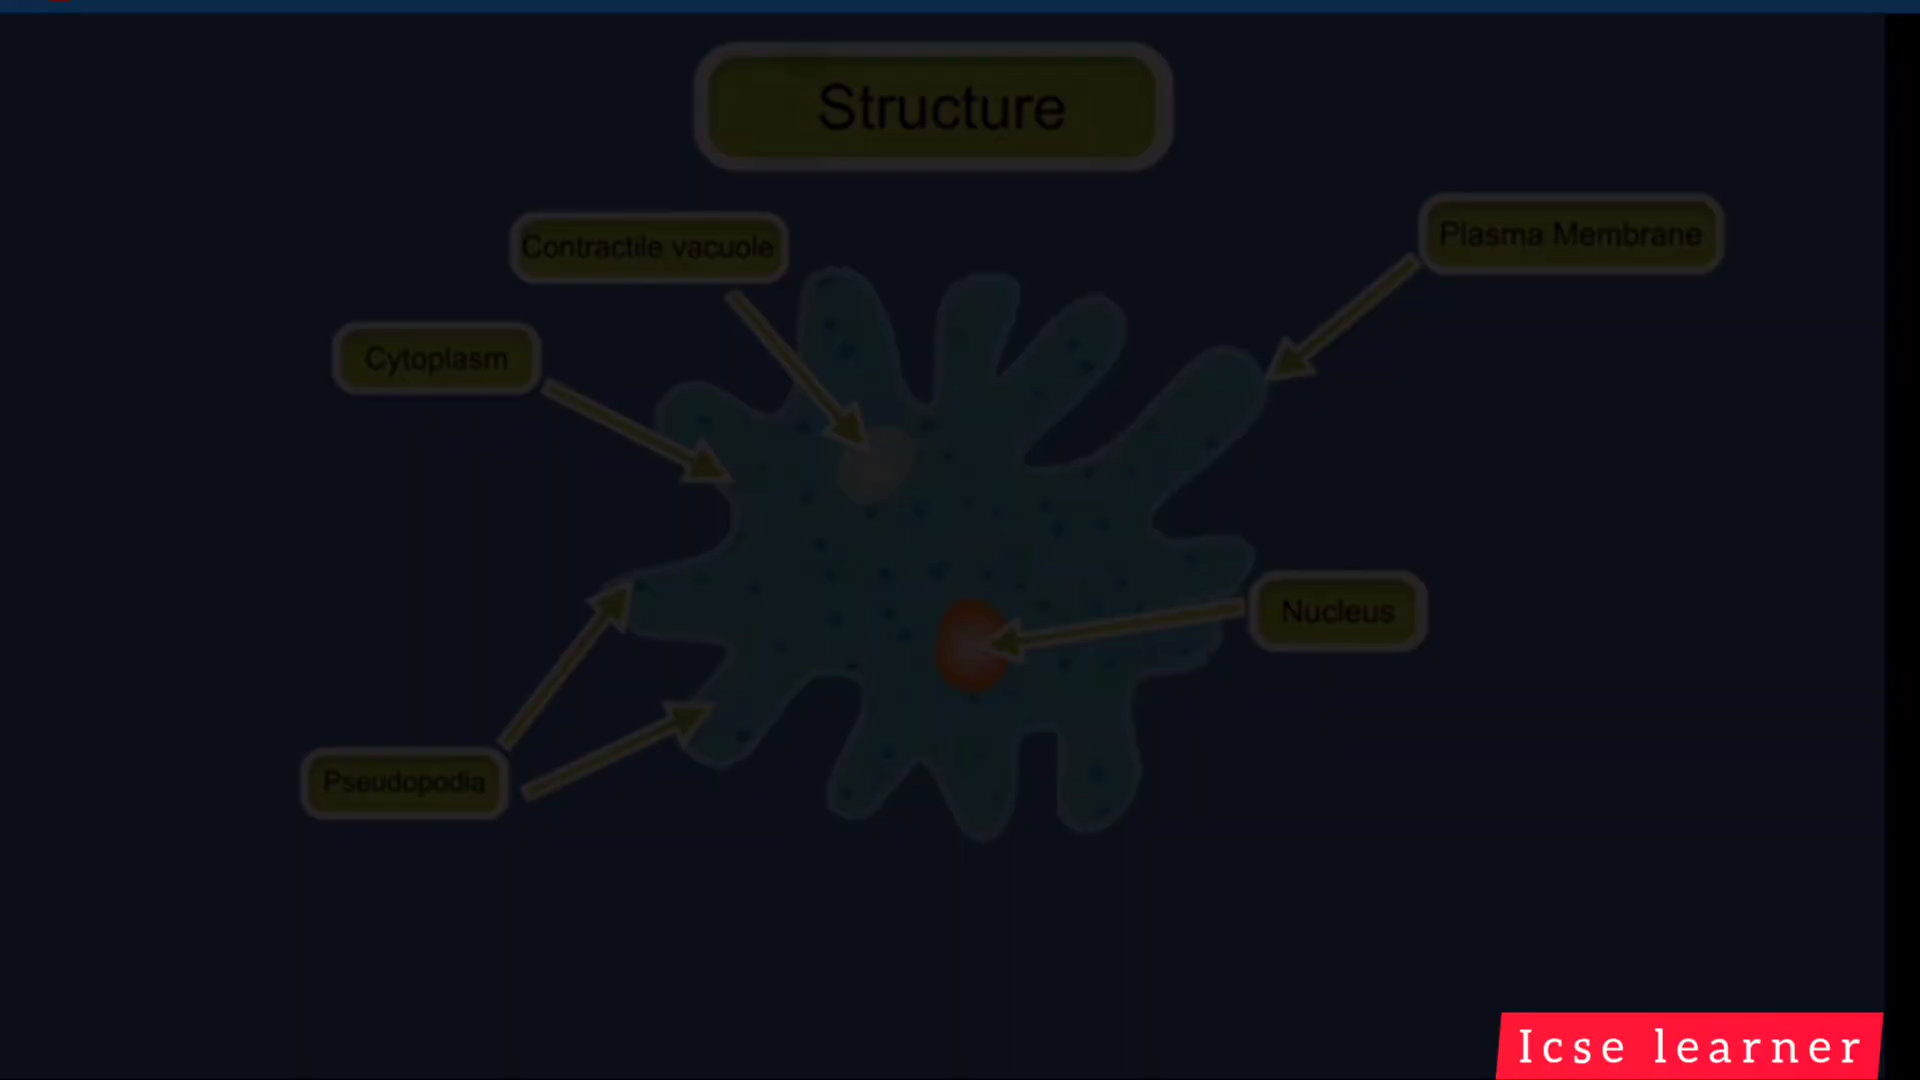 Structure
Contractile vacuole
Plasma Membrane
Cytoplasm
Nucleus
Pseudopodia
Icse learner